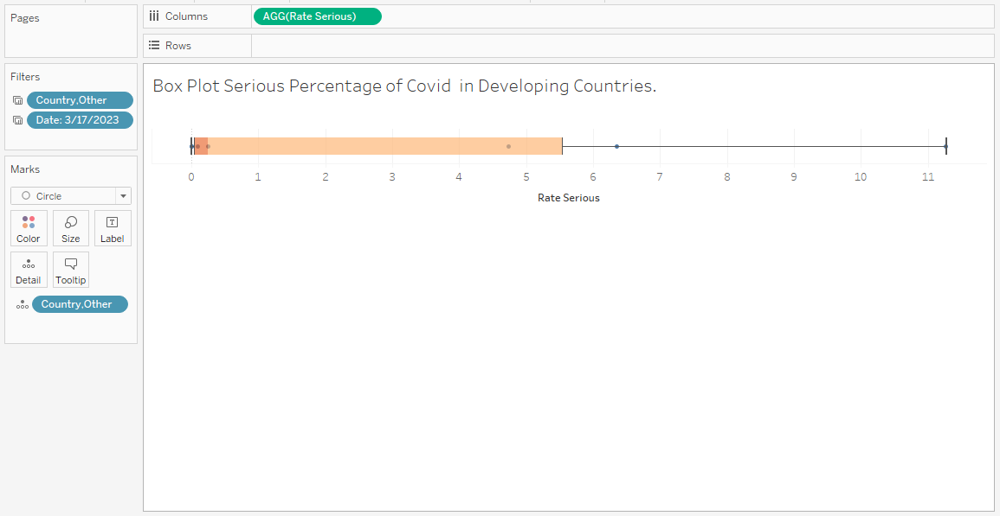 Pages
Columns
AGG(Rate Serious)
Rows
Filters
Country,Other
Date: 3/17/2023
Marks
Circle
Color
Size
Label
Detail
Tooltip
Country,Other
Box Plot Serious Percentage of Covid in Developing Countries.
0 1 2 3 4 5 6 7 8 9 10 11
Rate Serious